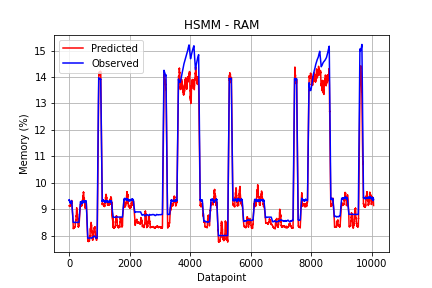 HSMM - RAM
Predicted
Observed
Memory (%)
15
14
13
12
11
10
9
8
0
2000
4000
6000
8000
10000
Datapoint